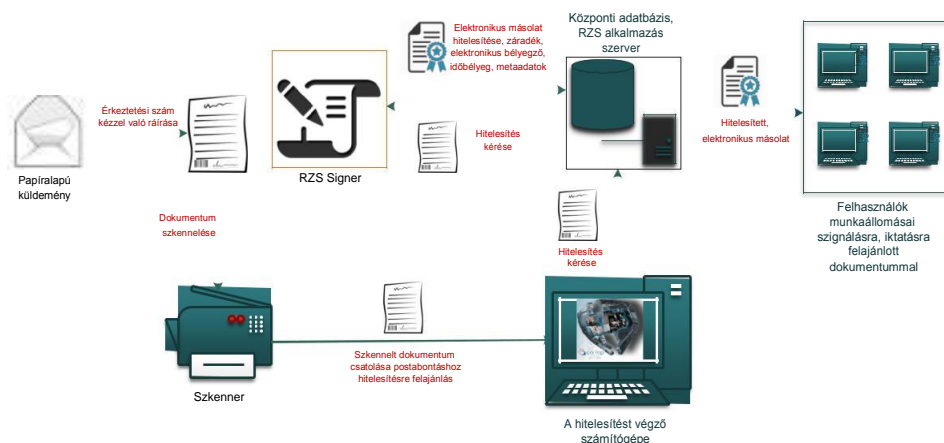 Elektronikus másolat
hitelesítése, záradék,
elektronikus bélyegző,
időbélyeg, metaadatok
Központi adatbázis,
RZS alkalmazás
szerver
Érkeztetési szám
kézzel való ráírása
Hitelesítés
kérése
Hitelesített,
elektronikus másolat
Papíralapú
küldemény
RZS Signer
Felhasználók
munkaállomásai
szignálásra, iktatásra
felajánlott
dokumentummal
Dokumentum
szkennelése
Hitelesítés
kérése
Szkennelt dokumentum
csatolása postabontáshoz
hitelesítésre felajánlás
Szkenner
A hitelesítést végző
számítógépe